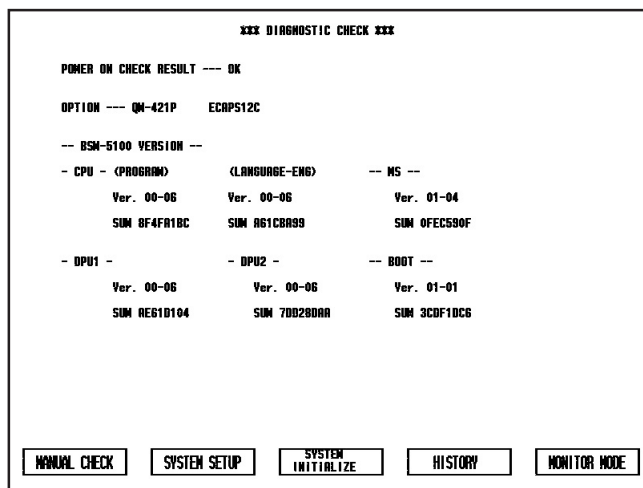 *** DIAGNOSTIC CHECK ***
POWER ON CHECK RESULT --- OK
OPTION --- QM-421P ECAPS12C
-- BSM-5100 VERSION --
- CPU - (PROGRAM) (LANGUAGE-ENG) -- MS --
Ver. 00-06 Ver. 00-06 Ver. 01-04
SUM 8F4FA1BC SUM A61CBA99 SUM 0FEC590F
- DPU1 - - DPU2 - -- BOOT --
Ver. 00-06 Ver. 00-06 Ver. 01-01
SUM AE61D104 SUM 7DD28DAA SUM 3CDF1DC6
MANUAL CHECK SYSTEM SETUP SYSTEM INITIALIZE HISTORY MONITOR MODE